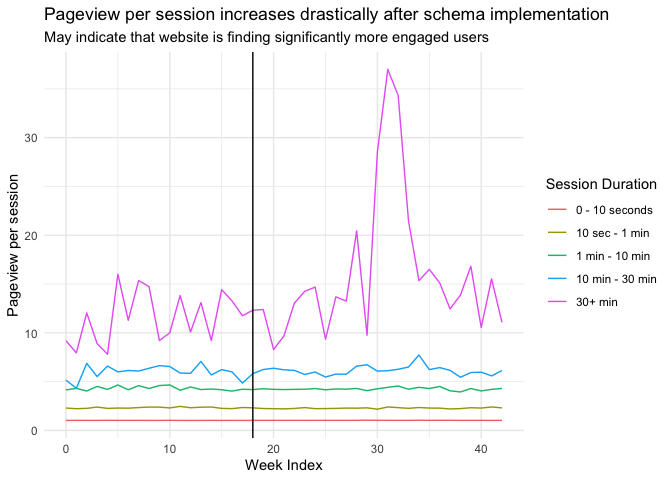 Pageview per session increases drastically after schema implementation
May indicate that website is finding significantly more engaged users
30
20
10
0
Pageview per session
0
10
20
30
40
Week Index
Session Duration
0 - 10 seconds
10 sec - 1 min
1 min - 10 min
10 min - 30 min
30+ min